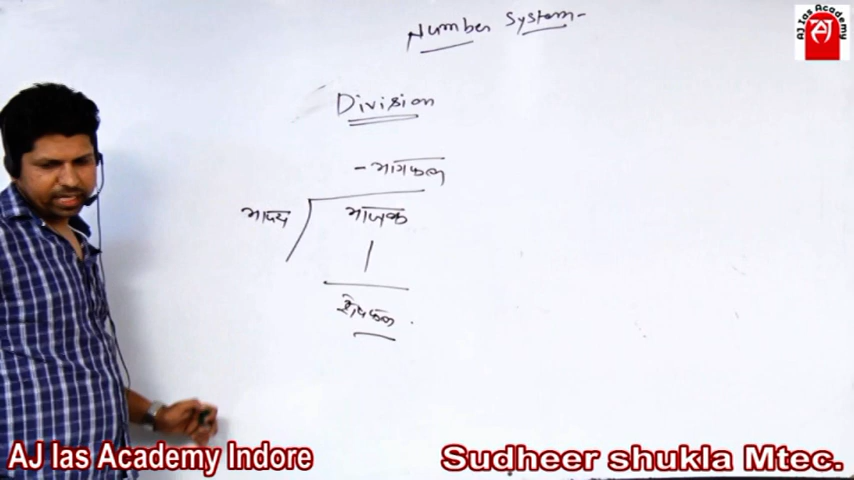 Number System-
AJ Ias Academy
Division
- भागफल
भाज्य
भाजक
शेषफल
AJ Ias Academy Indore
Sudheer shukla Mtec.